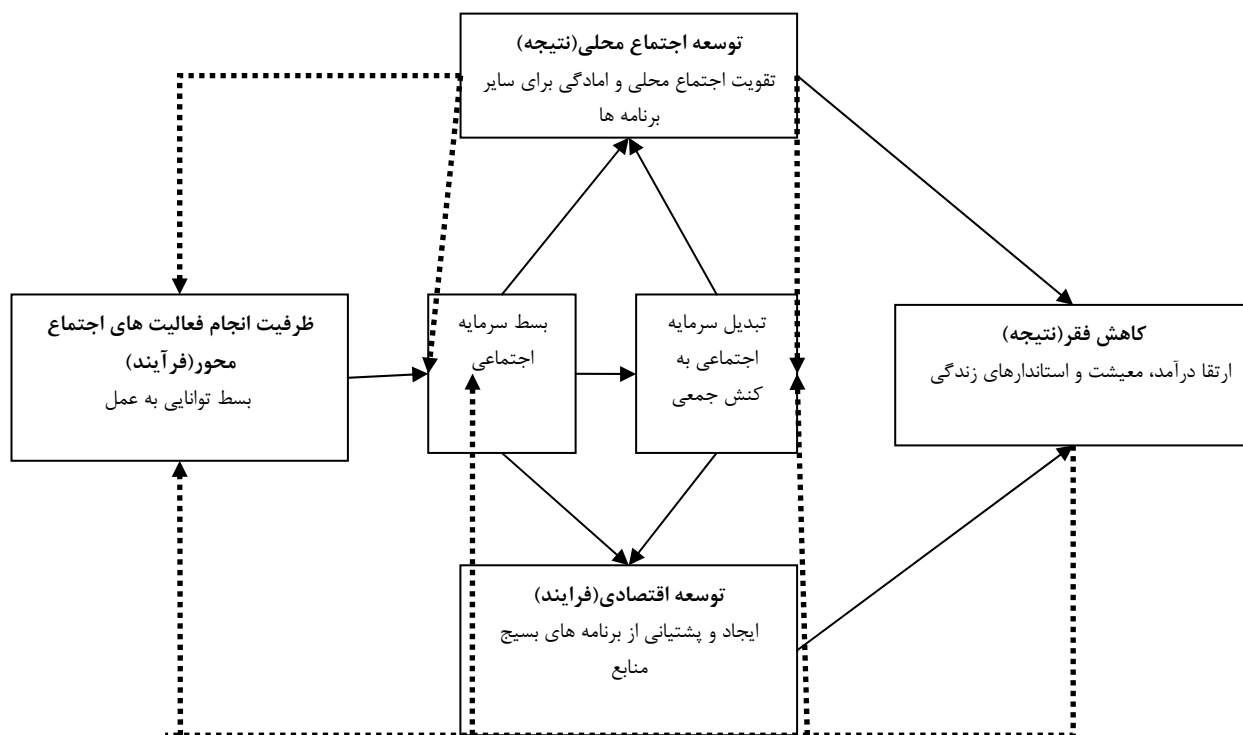 توسعه اجتماع محلی(نتیجه)
تقویت اجتماع محلی و امادگی برای سایر
برنامه ها
ظرفیت انجام فعالیت های اجتماع
محور(فرآیند)
بسط توانایی به عمل
بسط سرمایه
اجتماعی
تبدیل سرمایه
اجتماعی به
کنش جمعی
کاهش فقر(نتیجه)
ارتقا درآمد، معیشت و استاندارهای زندگی
توسعه اقتصادی(فرایند)
ایجاد و پشتیانی از برنامه های بسیج
منابع